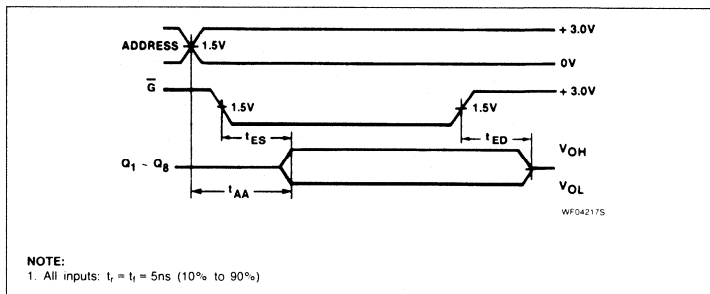 + 3.0V
ADDRESS
1.5V
0V
G
+ 3.0V
1.5V
1.5V
tES
tED
Q1 - Q8
VOH
tAA
VOL
WF04217S
NOTE:
1. All inputs: tr = tf = 5ns (10% to 90%)